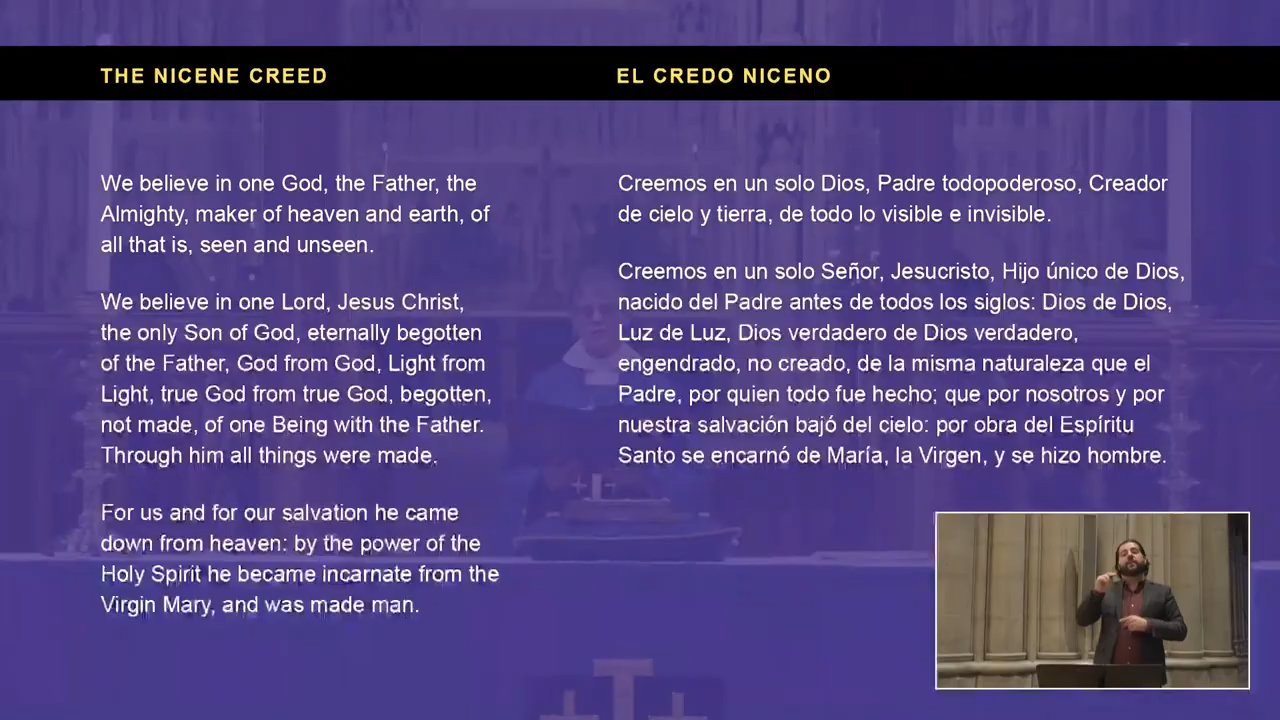 THE NICENE CREED
We believe in one God, the Father, the
Almighty, maker of heaven and earth, of
all that is, seen and unseen.
We believe in one Lord, Jesus Christ,
the only Son of God, eternally begotten
of the Father, God from God, Light from
Light, true God from true God, begotten,
not made, of one Being with the Father.
Through him all things were made.
For us and for our salvation he came
down from heaven: by the power of the
Holy Spirit he became incarnate from the
Virgin Mary, and was made man.
EL CREDO NICENO
Creemos en un solo Dios, Padre todopoderoso, Creador
de cielo y tierra, de todo lo visible e invisible.
Creemos en un solo Señor, Jesucristo, Hijo único de Dios,
nacido del Padre antes de todos los siglos: Dios de Dios,
Luz de Luz, Dios verdadero de Dios verdadero,
engendrado, no creado, de la misma naturaleza que el
Padre, por quien todo fue hecho; que por nosotros y por
nuestra salvación bajó del cielo: por obra del Espíritu
Santo se encarnó de María, la Virgen, y se hizo hombre.